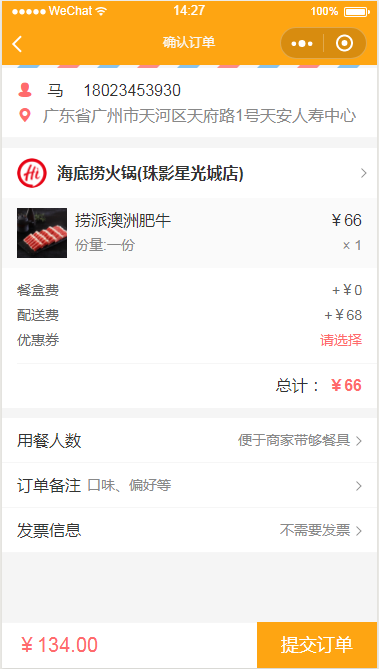 WeChat 14:27 100%
确认订单
马 18023453930
广东省广州市天河区天府路1号天安人寿中心
Hi 海底捞火锅(珠影星光城店)
捞派澳洲肥牛 ¥66
份量:一份 × 1
餐盒费 +¥0
配送费 +¥68
优惠券 请选择
总计： ¥66
用餐人数 便于商家带够餐具
订单备注 口味、偏好等
发票信息 不需要发票
¥134.00 提交订单